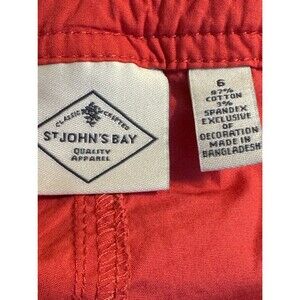 CLASSIC CRAFTED
ST JOHN'S BAY
QUALITY
APPAREL
6
97%
COTTON
3%
SPANDEX
EXCLUSIVE
OF
DECORATION
MADE IN
BANGLADESH